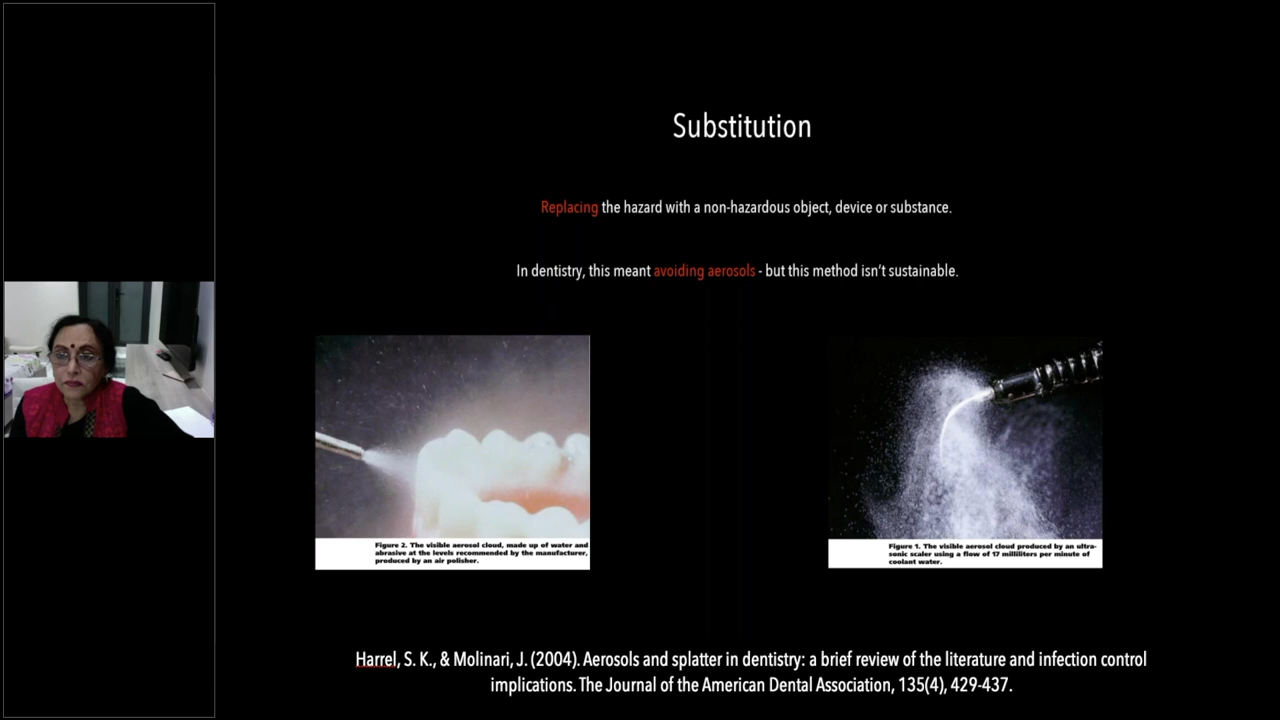 Substitution
Replacing the hazard with a non-hazardous object, device or substance.
In dentistry, this meant avoiding aerosols - but this method isn't sustainable.
Figure 2. The visible aerosol cloud, made up of water and
abrasive at the levels recommended by the manufacturer,
produced by an air polisher.
Figure 1. The visible aerosol cloud produced by an ultra-
sonic scaler using a flow of 17 milliliters per minute of
coolant water.
Harrel, S. K., & Molinari, J. (2004). Aerosols and splatter in dentistry: a brief review of the literature and infection control
implications. The Journal of the American Dental Association, 135(4), 429-437.